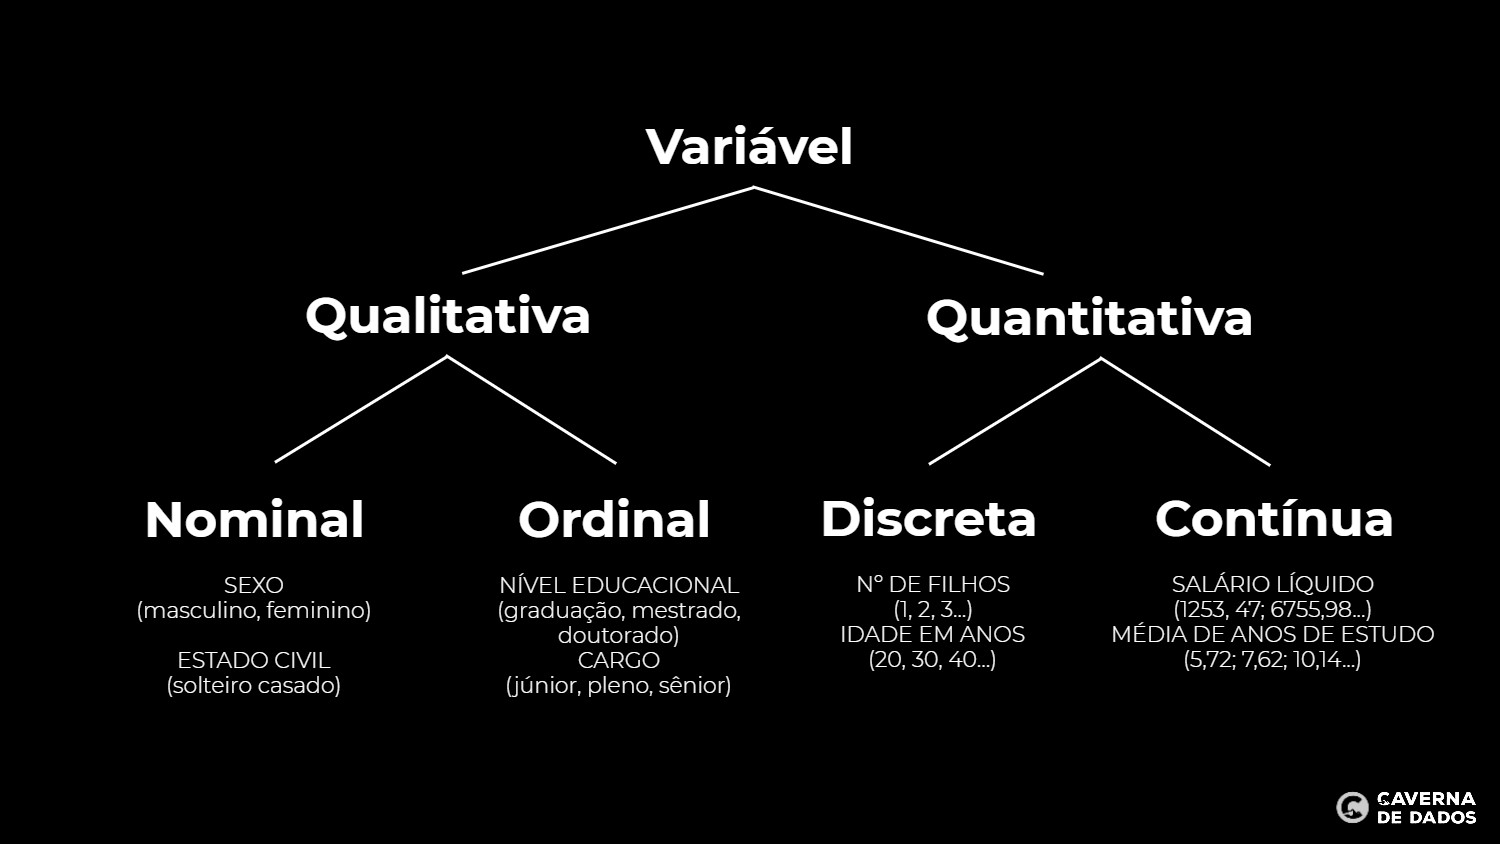 Variável
Qualitativa
Quantitativa
Nominal
Ordinal
Discreta
Contínua
SEXO
(masculino, feminino)
ESTADO CIVIL
(solteiro casado)
NÍVEL EDUCACIONAL
(graduação, mestrado,
doutorado)
CARGO
(júnior, pleno, sênior)
Nº DE FILHOS
(1, 2, 3...)
IDADE EM ANOS
(20, 30, 40...)
SALÁRIO LÍQUIDO
(1253, 47; 6755,98...)
MÉDIA DE ANOS DE ESTUDO
(5,72; 7,62; 10,14...)
CAVERNA
DE DADOS